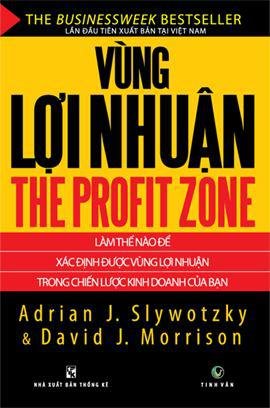 THE BUSINESSWEEK BESTSELLER
LẦN ĐẦU TIÊN XUẤT BẢN TẠI VIỆT NAM
VÙNG
LỢI NHUẬN
THE PROFIT ZONE
LÀM THẾ NÀO ĐỂ
XÁC ĐỊNH ĐƯỢC VÙNG LỢI NHUẬN
TRONG CHIẾN LƯỢC KINH DOANH CỦA BẠN
Adrian J. Slywotzky
& David J. Morrison
NHÀ XUẤT BẢN THỐNG KÊ
TINH VĂN